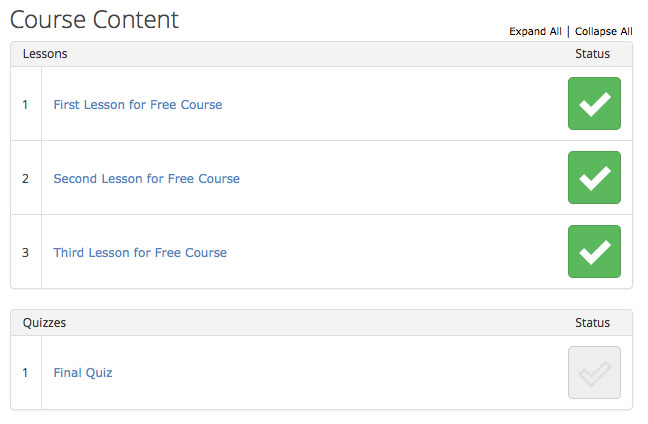 Course Content
Expand All | Collapse All
Lessons Status
1 First Lesson for Free Course
2 Second Lesson for Free Course
3 Third Lesson for Free Course
Quizzes Status
1 Final Quiz